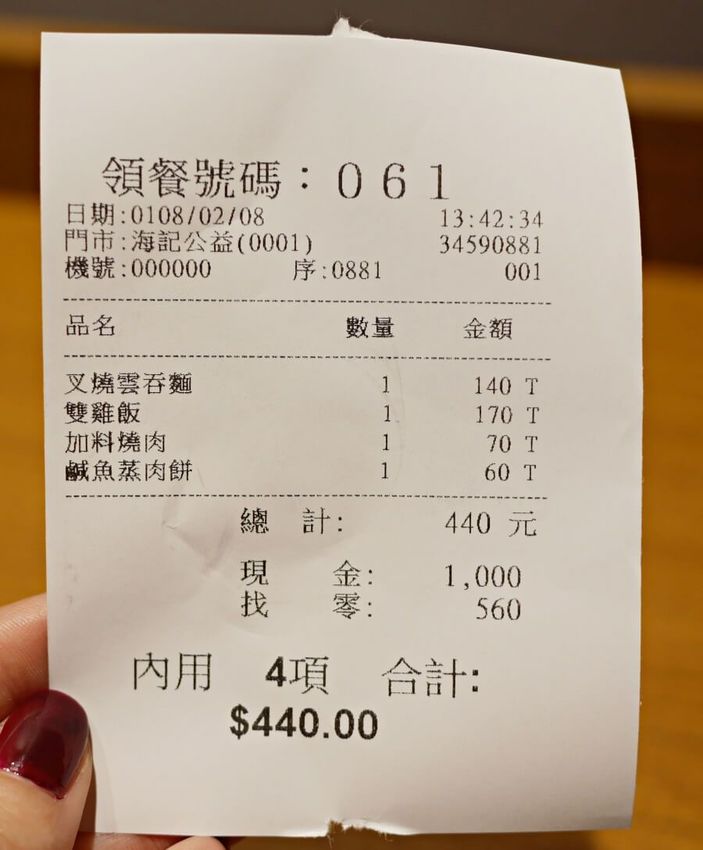 領餐號碼：061
日期:0108/02/08 13:42:34
門市:海記公益(0001) 34590881
機號:000000 序:0881 001
品名 數量 金額
叉燒雲吞麵 1 140 T
雙雞飯 1 170 T
加料燒肉 1 70 T
鹹魚蒸肉餅 1 60 T
總 計: 440 元
現 金: 1,000
找 零: 560
內用 4項 合計:
$440.00